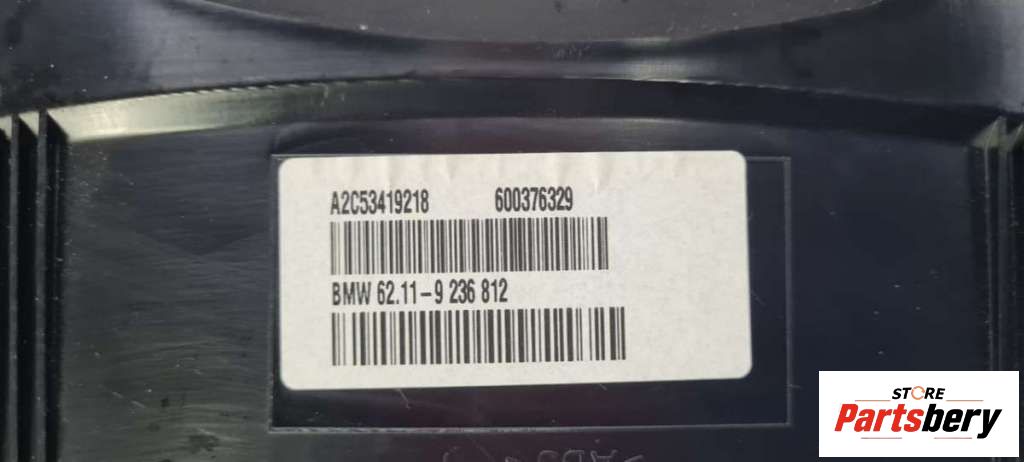 A2C53419218 600376329
BMW 62.11-9 236 812
STORE
Partsbery